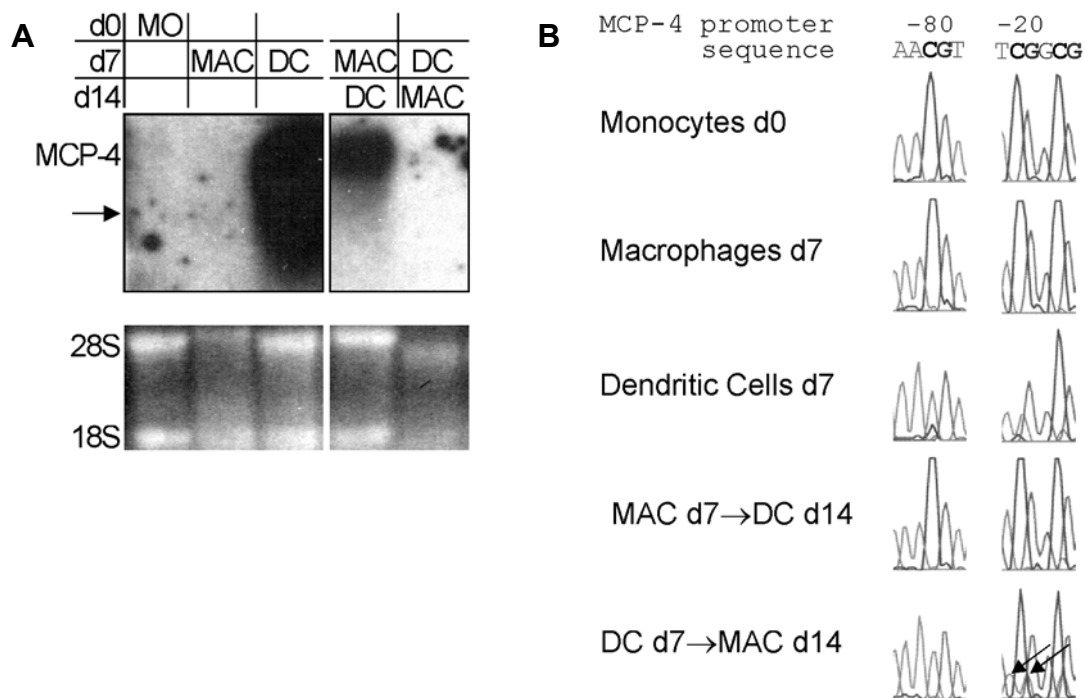 A
d0 MO
d7 MAC DC MAC DC
d14 DC MAC
MCP-4
28S
18S
B
MCP-4 promoter -80 -20
sequence AACGT TCGGCG
Monocytes d0
Macrophages d7
Dendritic Cells d7
MAC d7→DC d14
DC d7→MAC d14